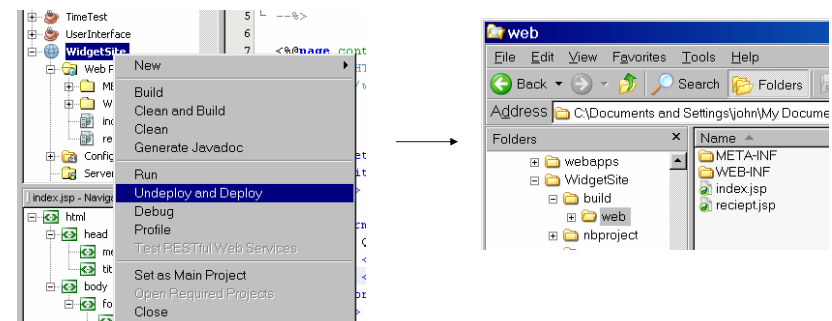 TimeTest
UserInterface
WidgetSite
Web P
ME
W
ind
re
Config
Server
5 --%>
6
7 <%@page cont
New
Build
Clean and Build
Clean
Generate Javadoc
Run
Undeploy and Deploy
Debug
Profile
Test RESTful Web Services
Set as Main Project
Open Required Projects
Close
index.jsp - Naviga
html
head
me
tit
body
fo
web
File Edit View Favorites Tools Help
Back Search Folders
Address C:\Documents and Settings\john\My Docume
Folders x
webapps
WidgetSite
build
web
nbproject
Name
META-INF
WEB-INF
index.jsp
reciept.jsp